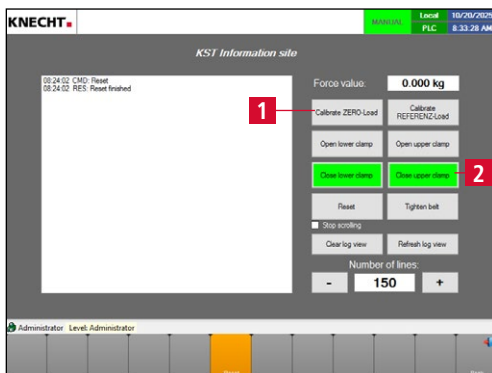 KNECHT
MANUAL
Local
PLC
10/20/2025
8:33:28 AM
KST Information site
08:24:02 CMD: Reset
08:24:02 RES: Reset finished
Force value:
0.000 kg
1
Calibrate ZERO-Load
Calibrate
REFERENZ-Load
Open lower clamp
Open upper clamp
Close lower clamp
Close upper clamp
2
Reset
Tighten belt
Stop scrolling
Clear log view
Refresh log view
Number of lines:
-
150
+
Administrator Level: Administrator